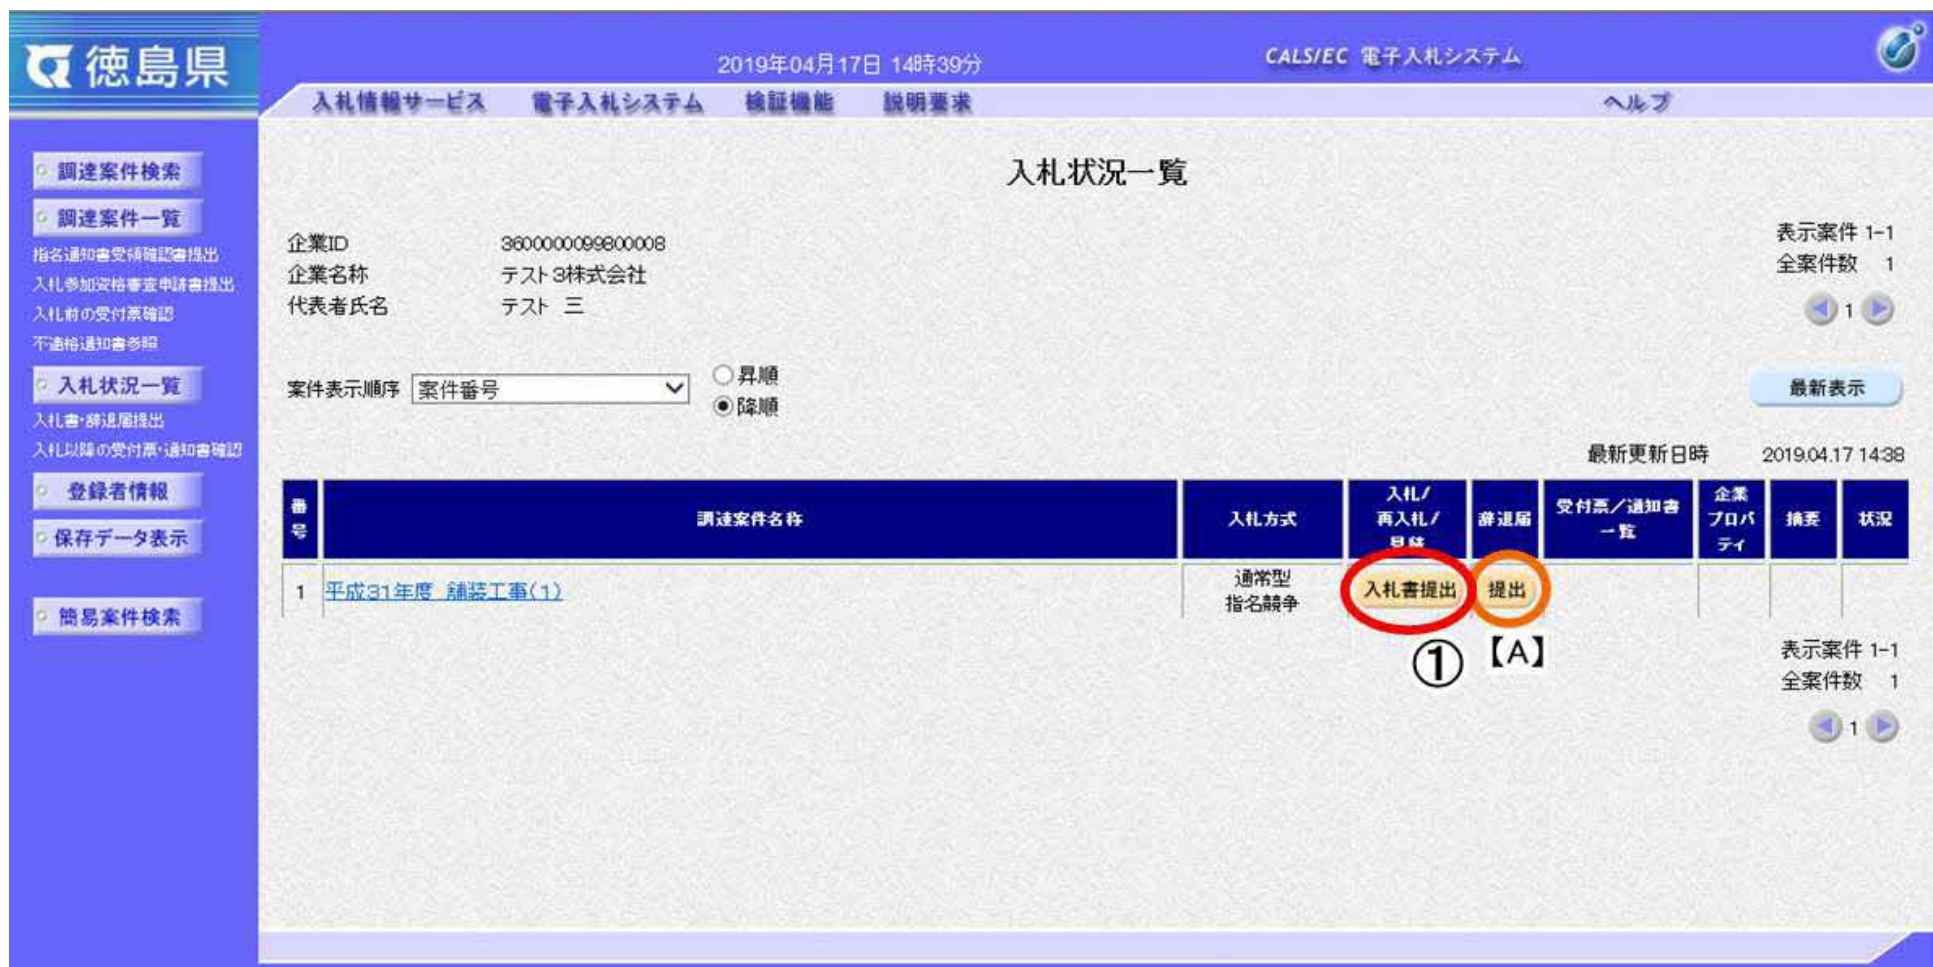 徳島県
2019年04月17日 14時39分
CALS/EC 電子入札システム
入札情報サービス 電子入札システム 検証機能 説明要求 ヘルプ
調達案件検索
調達案件一覧
指名通知書受領確認書提出
入札参加資格審査申請書提出
入札前の受付票確認
不適格通知書参照
入札状況一覧
入札書・辞退届提出
入札以降の受付票・通知書確認
登録者情報
保存データ表示
簡易案件検索
入札状況一覧
企業ID 3600000099800008
企業名称 テスト3株式会社
代表者氏名 テスト 三
表示案件 1-1
全案件数 1
1
案件表示順序 案件番号
昇順
降順
最新表示
最新更新日時 2019.04.17 14:38
番号 調達案件名称 入札方式 入札/再入札/見積 辞退届 受付票/通知書一覧 企業プロパティ 摘要 状況
1 平成31年度 舗装工事(1) 通常型指名競争 入札書提出 提出
① 【A】
表示案件 1-1
全案件数 1
1